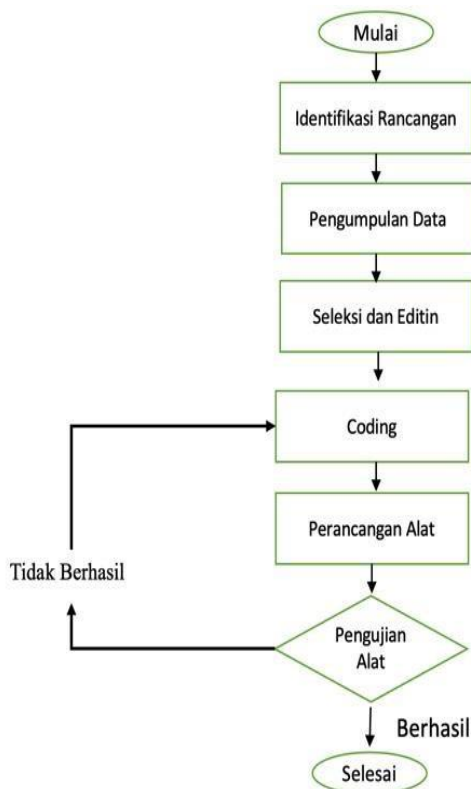 Mulai
Identifikasi Rancangan
Pengumpulan Data
Seleksi dan Editin
Coding
Perancangan Alat
Tidak Berhasil
Pengujian
Alat
Berhasil
Selesai